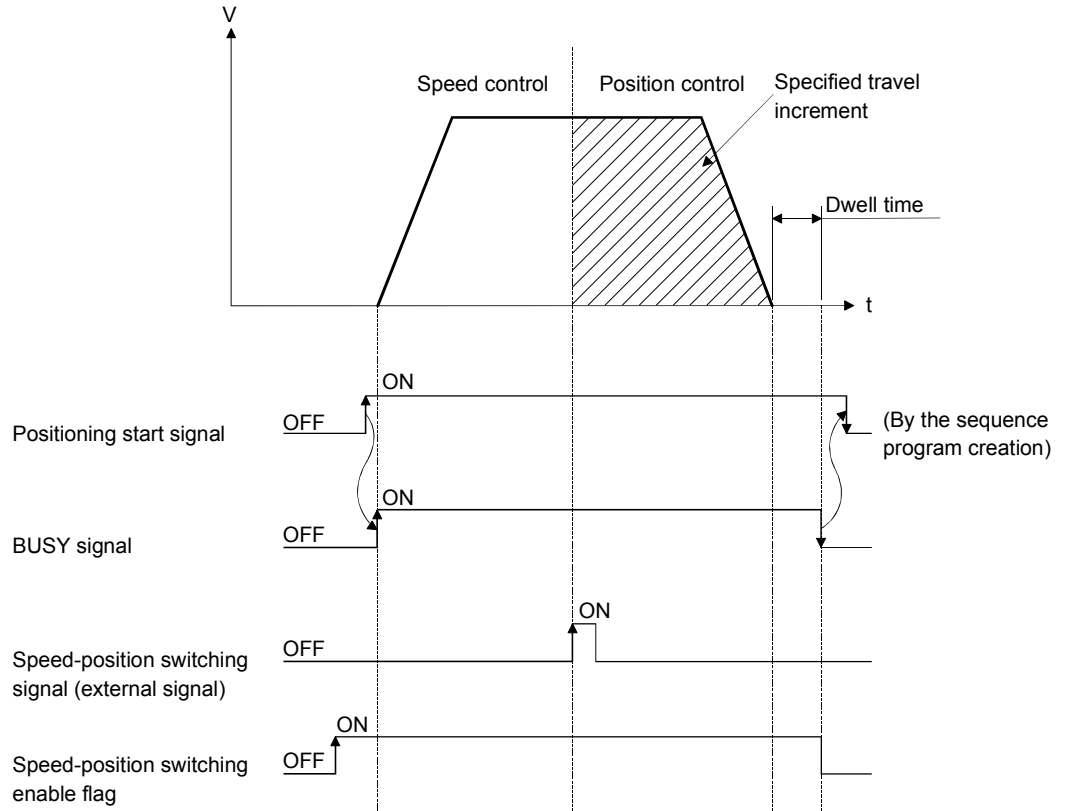 V
Speed control
Position control
Specified travel
increment
Dwell time
t
ON
OFF
Positioning start signal
(By the sequence
program creation)
ON
OFF
BUSY signal
ON
OFF
Speed-position switching
signal (external signal)
ON
OFF
Speed-position switching
enable flag